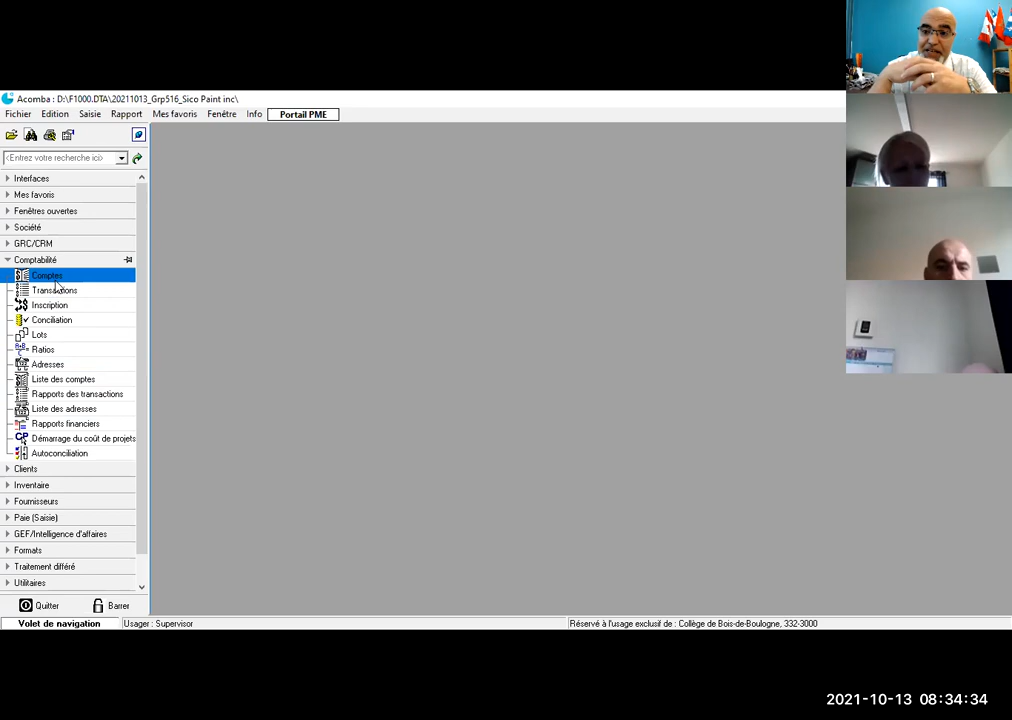 Acomba : D:\F1000.DTA\20211013_Grp516_Sico Paint inc\
Fichier Edition Saisie Rapport Mes favoris Fenêtre Info Portail PME
<Entrez votre recherche ici>
Interfaces
Mes favoris
Fenêtres ouvertes
Société
GRC/CRM
Comptabilité
Comptes
Transactions
Inscription
Conciliation
Lots
Ratios
Adresses
Liste des comptes
Rapports des transactions
Liste des adresses
Rapports financiers
Démarrage du coût de projets
Autoconciliation
Clients
Inventaire
Fournisseurs
Paie (Saisie)
GEF/Intelligence d'affaires
Formats
Traitement différé
Utilitaires
Quitter Barrer
Volet de navigation Usager : Supervisor Réservé à l'usage exclusif de : Collège de Bois-de-Boulogne, 332-3000
2021-10-13 08:34:34